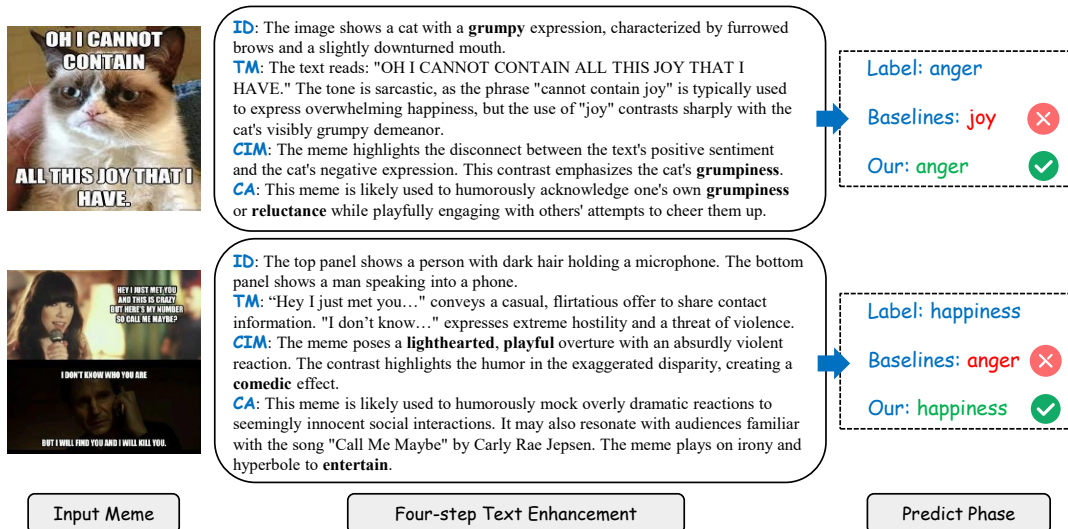 OH I CANNOT
CONTAIN
ALL THIS JOY THAT I
HAVE.
ID: The image shows a cat with a grumpy expression, characterized by furrowed
brows and a slightly downturned mouth.
TM: The text reads: "OH I CANNOT CONTAIN ALL THIS JOY THAT I
HAVE." The tone is sarcastic, as the phrase "cannot contain joy" is typically used
to express overwhelming happiness, but the use of "joy" contrasts sharply with the
cat's visibly grumpy demeanor.
CIM: The meme highlights the disconnect between the text's positive sentiment
and the cat's negative expression. This contrast emphasizes the cat's grumpiness.
CA: This meme is likely used to humorously acknowledge one's own grumpiness
or reluctance while playfully engaging with others' attempts to cheer them up.
Label: anger
Baselines: joy
Our: anger
HEY I JUST MET YOU
AND THIS IS CRAZY
BUT HERE'S MY NUMBER
SO CALL ME MAYBE?
I DON'T KNOW WHO YOU ARE
BUT I WILL FIND YOU AND I WILL KILL YOU.
ID: The top panel shows a person with dark hair holding a microphone. The bottom
panel shows a man speaking into a phone.
TM: “Hey I just met you…" conveys a casual, flirtatious offer to share contact
information. "I don’t know…" expresses extreme hostility and a threat of violence.
CIM: The meme poses a lighthearted, playful overture with an absurdly violent
reaction. The contrast highlights the humor in the exaggerated disparity, creating a
comedic effect.
CA: This meme is likely used to humorously mock overly dramatic reactions to
seemingly innocent social interactions. It may also resonate with audiences familiar
with the song "Call Me Maybe" by Carly Rae Jepsen. The meme plays on irony and
hyperbole to entertain.
Label: happiness
Baselines: anger
Our: happiness
Input Meme
Four-step Text Enhancement
Predict Phase